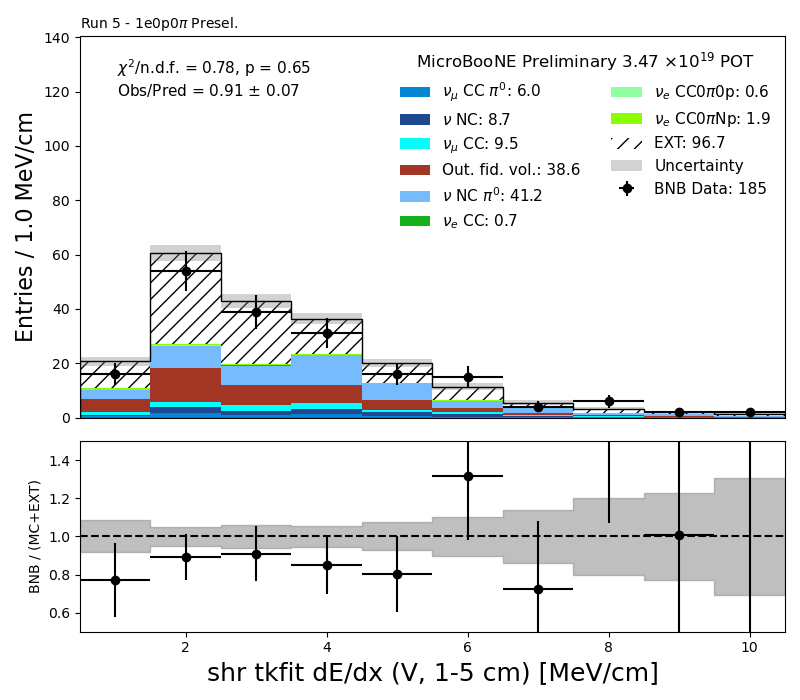 Run 5 - 1e0p0π Presel.
χ²/n.d.f. = 0.78, p = 0.65
Obs/Pred = 0.91 ± 0.07
MicroBooNE Preliminary 3.47 ×10¹⁹ POT
ν_μ CC π⁰: 6.0
ν NC: 8.7
ν_μ CC: 9.5
Out. fid. vol.: 38.6
ν NC π⁰: 41.2
ν_e CC: 0.7
ν_e CC0π0p: 0.6
ν_e CC0πNp: 1.9
EXT: 96.7
Uncertainty
BNB Data: 185
Entries / 1.0 MeV/cm
140
120
100
80
60
40
20
0
BNB / (MC+EXT)
1.4
1.2
1.0
0.8
0.6
2 4 6 8 10
shr tkfit dE/dx (V, 1-5 cm) [MeV/cm]